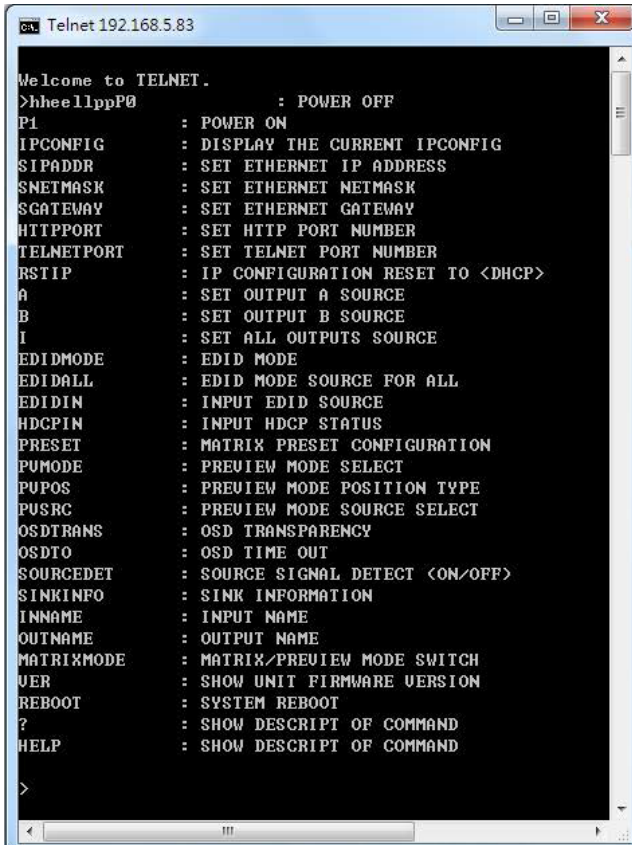 Telnet 192.168.5.83
Welcome to TELNET.
>hheellppP0 : POWER OFF
P1 : POWER ON
IPCONFIG : DISPLAY THE CURRENT IPCONFIG
SIPADDR : SET ETHERNET IP ADDRESS
SNETMASK : SET ETHERNET NETMASK
SGATEWAY : SET ETHERNET GATEWAY
HTTPPORT : SET HTTP PORT NUMBER
TELNETPORT : SET TELNET PORT NUMBER
RSTIP : IP CONFIGURATION RESET TO <DHCP>
A : SET OUTPUT A SOURCE
B : SET OUTPUT B SOURCE
I : SET ALL OUTPUTS SOURCE
EDIDMODE : EDID MODE
EDIDALL : EDID MODE SOURCE FOR ALL
EDIDIN : INPUT EDID SOURCE
HDCPIN : INPUT HDCP STATUS
PRESET : MATRIX PRESET CONFIGURATION
PVMODE : PREVIEW MODE SELECT
PVPOS : PREVIEW MODE POSITION TYPE
PVSRC : PREVIEW MODE SOURCE SELECT
OSDTRANS : OSD TRANSPARENCY
OSDTO : OSD TIME OUT
SOURCEDET : SOURCE SIGNAL DETECT <ON/OFF>
SINKINFO : SINK INFORMATION
INNAME : INPUT NAME
OUTNAME : OUTPUT NAME
MATRIXMODE : MATRIX/PREVIEW MODE SWITCH
VER : SHOW UNIT FIRMWARE VERSION
REBOOT : SYSTEM REBOOT
? : SHOW DESCRIPT OF COMMAND
HELP : SHOW DESCRIPT OF COMMAND
>